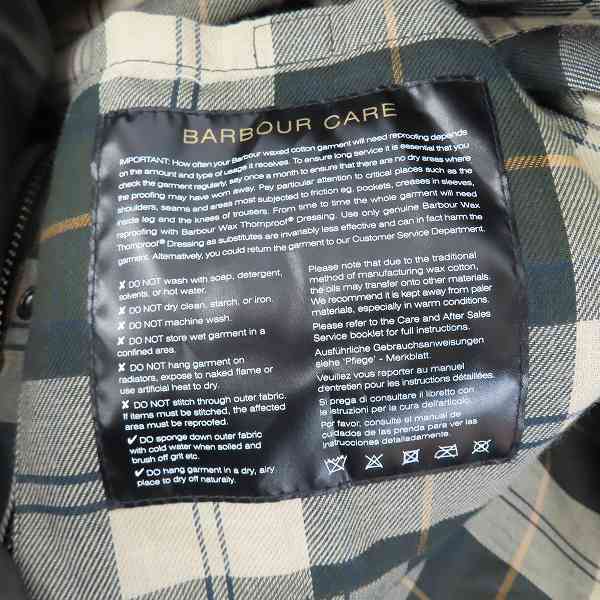 BARBOUR CARE
IMPORTANT: How often your Barbour waxed cotton garment will need reproofing depends
on the amount and type of usage it receives. To ensure long service it is essential that you
check the garment regularly, say once a month to ensure that there are no dry areas where
the proofing may have worn away. Pay particular attention to critical places such as the
shoulders, seams and areas most subjected to friction eg. pockets, creases in sleeves,
inside leg and the knees of trousers. From time to time the whole garment will need
reproofing with Barbour Wax Thornproof® Dressing. Use only genuine Barbour Wax
Thornproof® Dressing as substitutes are invariably less effective and can in fact harm the
garment. Alternatively, you could return the garment to our Customer Service Department.
✘ DO NOT wash with soap, detergent,
solvents, or hot water.
✘ DO NOT dry clean, starch, or iron.
✘ DO NOT machine wash.
✘ DO NOT store wet garment in a
confined area.
✘ DO NOT hang garment on
radiators, expose to naked flame or
use artificial heat to dry.
✘ DO NOT stitch through outer fabric.
If items must be stitched, the affected
area must be reproofed.
✔ DO sponge down outer fabric
with cold water when soiled and
brush off grit etc.
✔ DO hang garment in a dry, airy
place to dry off naturally.
Please note that due to the traditional
method of manufacturing wax cotton,
the oils may transfer onto other materials.
We recommend it is kept away from paler
materials, especially in warm conditions.
Please refer to the Care and After Sales
Service booklet for full instructions.
Ausführliche Gebrauchsanweisungen
siehe 'Pflege' - Merkblatt.
Veuillez vous reporter au manuel
d'entretien pour les instructions détaillées.
Si prega di consultare il libretto con
le istruzioni per la cura dell'articolo.
Por favor, consulte el manual de
cuidados de las prenda para ver las
instrucciones detalladamente.